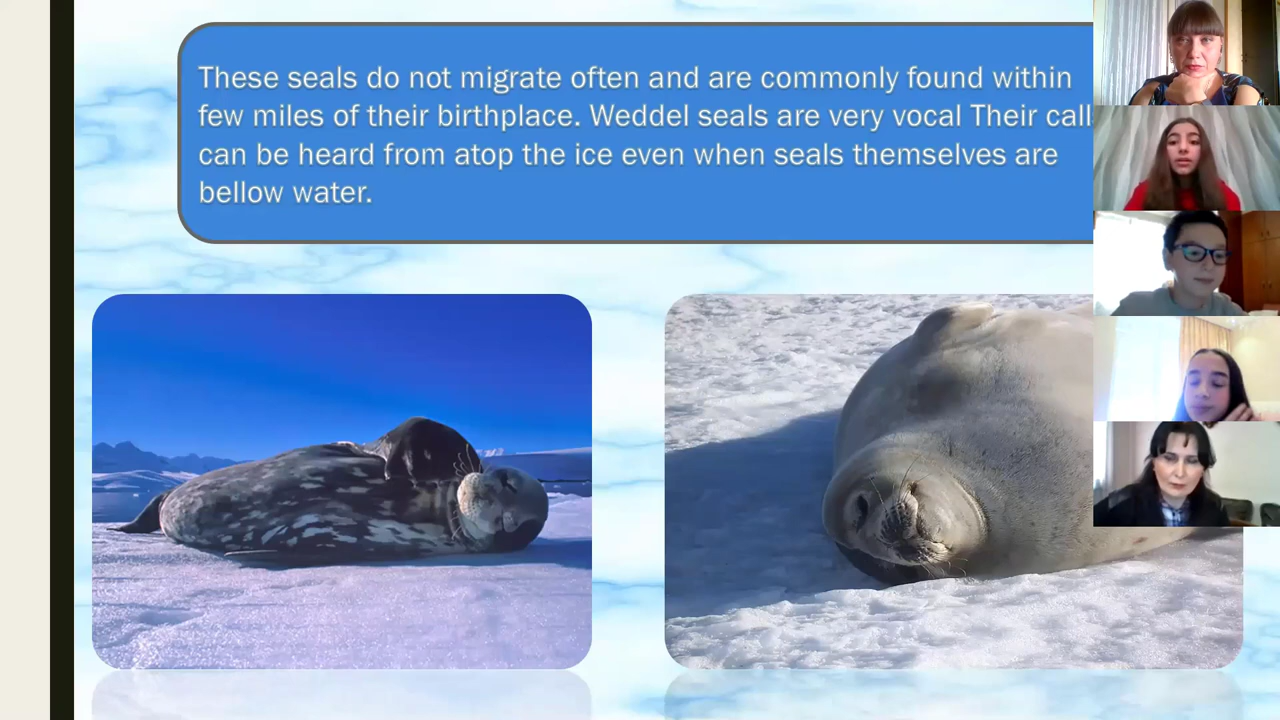 These seals do not migrate often and are commonly found within
few miles of their birthplace. Weddel seals are very vocal Their call
can be heard from atop the ice even when seals themselves are
bellow water.